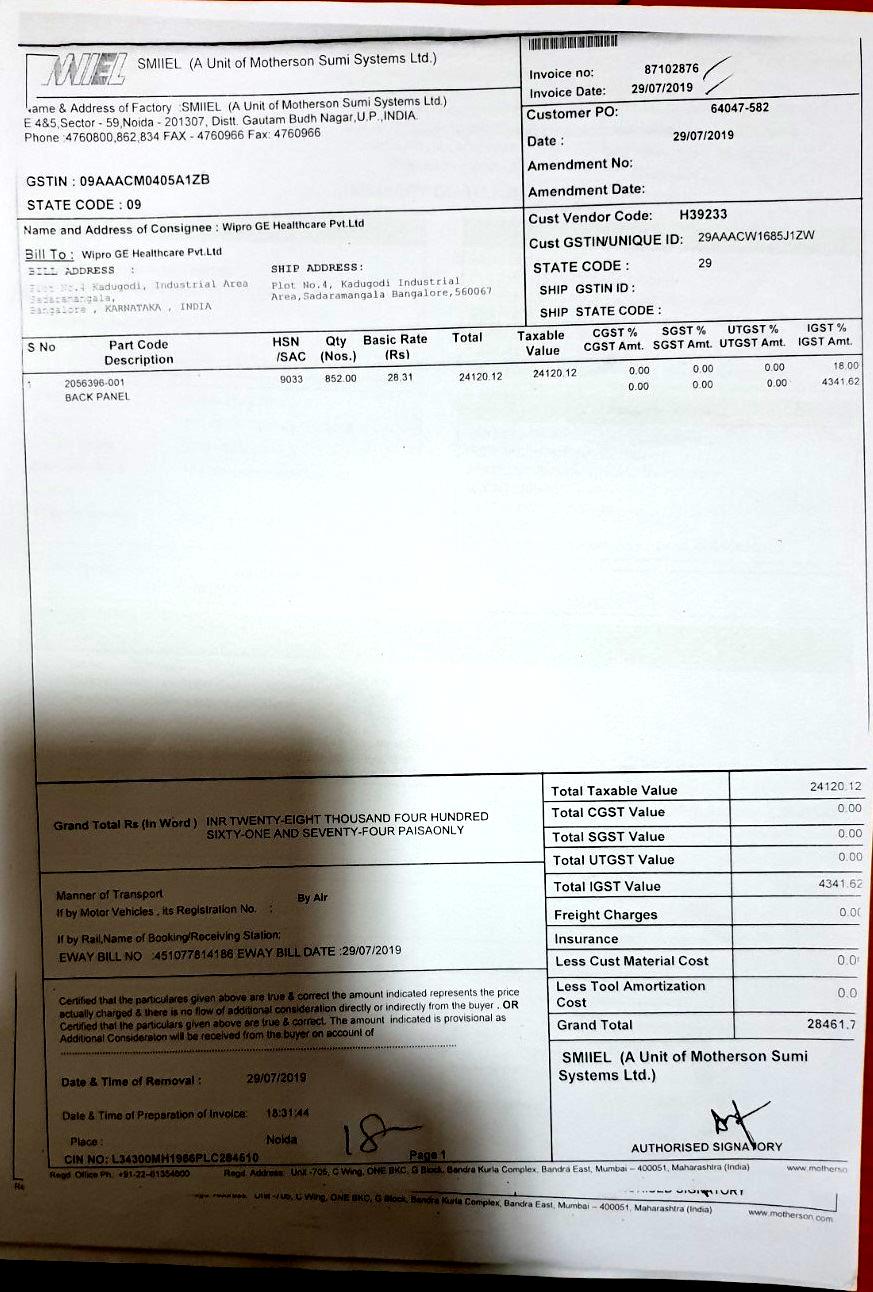 MIIEL SMIIEL (A Unit of Motherson Sumi Systems Ltd.)
ame & Address of Factory :SMIIEL (A Unit of Motherson Sumi Systems Ltd.)
E 4&5,Sector - 59,Noida - 201307, Distt. Gautam Budh Nagar,U.P.,INDIA.
Phone :4760800,862,834 FAX - 4760966 Fax: 4760966
GSTIN : 09AAACM0405A1ZB
STATE CODE : 09
Invoice no: 87102876
Invoice Date: 29/07/2019
Customer PO: 64047-582
Date : 29/07/2019
Amendment No:
Amendment Date:
Name and Address of Consignee : Wipro GE Healthcare Pvt.Ltd
Bill To : Wipro GE Healthcare Pvt.Ltd
BILL ADDRESS :
Plot No.4 Kadugodi, Industrial Area
Sadaramangala,
Bangalore , KARNATAKA , INDIA
SHIP ADDRESS:
Plot No.4, Kadugodi Industrial
Area,Sadaramangala Bangalore,560067
Cust Vendor Code: H39233
Cust GSTIN/UNIQUE ID: 29AAACW1685J1ZW
STATE CODE : 29
SHIP GSTIN ID :
SHIP STATE CODE :
S No Part Code HSN Qty Basic Rate Total Taxable CGST % SGST % UTGST % IGST %
Description /SAC (Nos.) (Rs) Value CGST Amt. SGST Amt. UTGST Amt. IGST Amt.
1 2056396-001 9033 852.00 28.31 24120.12 24120.12 0.00 0.00 0.00 18.00
BACK PANEL 0.00 0.00 0.00 4341.62
Grand Total Rs (In Word ) INR TWENTY-EIGHT THOUSAND FOUR HUNDRED
SIXTY-ONE AND SEVENTY-FOUR PAISAONLY
Manner of Transport By Air
If by Motor Vehicles , its Registration No. :
If by Rail,Name of Booking/Receiving Station:
EWAY BILL NO :451077814186 EWAY BILL DATE :29/07/2019
Certified that the particulares given above are true & correct the amount indicated represents the price
actually charged & there is no flow of additional consideration directly or indirectly from the buyer . OR
Certified that the particulars given above are true & correct. The amount indicated is provisional as
Additional Consideraton will be received from the buyer on account of
Date & Time of Removal : 29/07/2019
Date & Time of Preparation of Invoice: 18:31:44
Place : Noida
CIN NO: L34300MH1986PLC284510 Page 1
18
Total Taxable Value 24120.12
Total CGST Value 0.00
Total SGST Value 0.00
Total UTGST Value 0.00
Total IGST Value 4341.62
Freight Charges 0.0
Insurance
Less Cust Material Cost 0.0
Less Tool Amortization 0.0
Cost
Grand Total 28461.7
SMIIEL (A Unit of Motherson Sumi
Systems Ltd.)
AUTHORISED SIGNATORY
Regd Office Ph. +91-22-61354800 Regd. Address: Unit -705, C Wing, ONE BKC, G Block, Bandra Kurla Complex, Bandra East, Mumbai – 400051, Maharashtra (India) www.motherso
Re
C Wing, ONE BKC, G Block, Bandra Kurla Complex, Bandra East, Mumbai – 400051, Maharashtra (India) www.motherson.com